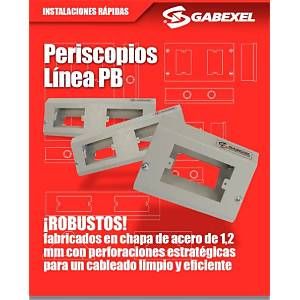 INSTALACIONES RÁPIDAS
GABEXEL
Periscopios
Línea PB
GABEXEL
¡ROBUSTOS!
fabricados en chapa de acero de 1,2
mm con perforaciones estratégicas
para un cableado limpio y eficiente